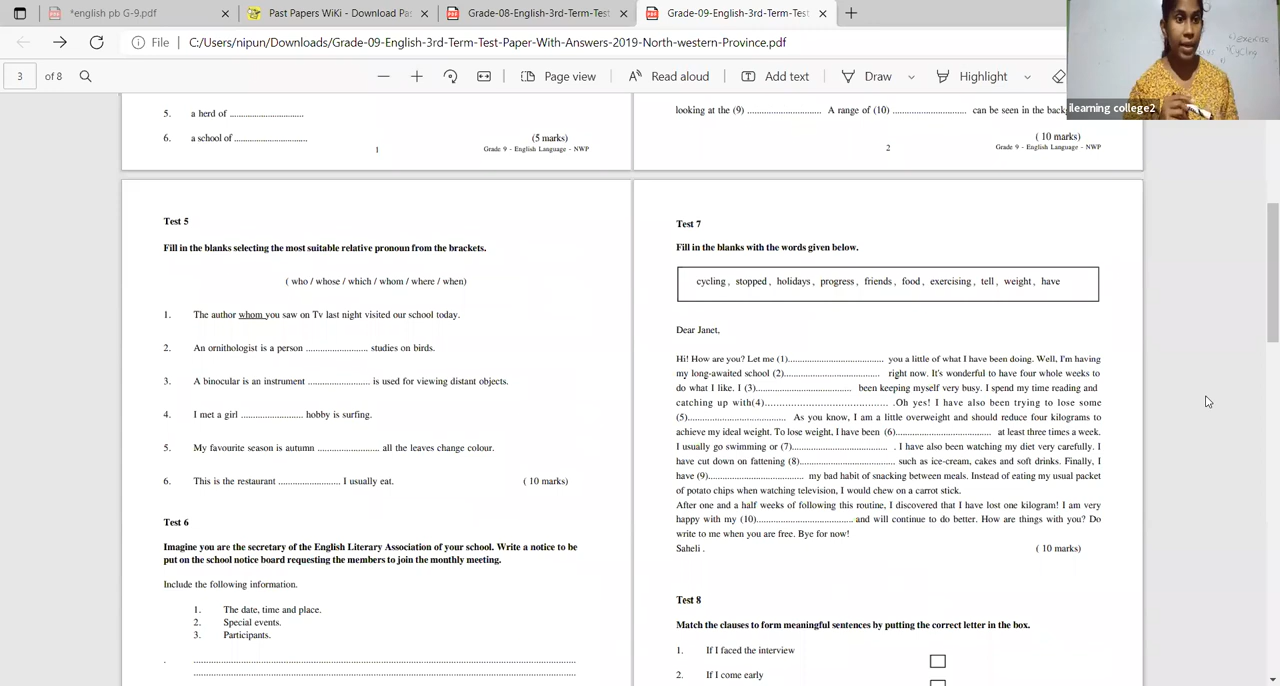 *english pb G-9.pdf
Past Papers WiKi - Download Pa
Grade-08-English-3rd-Term-Test
Grade-09-English-3rd-Term-Test
File
C:/Users/nipun/Downloads/Grade-09-English-3rd-Term-Test-Paper-With-Answers-2019-North-western-Province.pdf
3 of 8
Page view
Read aloud
Add text
Draw
Highlight
exercise
cycling
ilearning college2
5. a herd of ............................
6. a school of ............................
(5 marks)
1
Grade 9 - English Language - NWP
looking at the (9) ............................ A range of (10) ............................ can be seen in the back
( 10 marks)
2
Grade 9 - English Language - NWP
Test 5
Fill in the blanks selecting the most suitable relative pronoun from the brackets.
( who / whose / which / whom / where / when)
1. The author whom you saw on Tv last night visited our school today.
2. An ornithologist is a person ......................... studies on birds.
3. A binocular is an instrument ......................... is used for viewing distant objects.
4. I met a girl ......................... hobby is surfing.
5. My favourite season is autumn ......................... all the leaves change colour.
6. This is the restaurant ......................... I usually eat.
( 10 marks)
Test 6
Imagine you are the secretary of the English Literary Association of your school. Write a notice to be
put on the school notice board requesting the members to join the monthly meeting.
Include the following information.
1. The date, time and place.
2. Special events.
3. Participants.
Test 7
Fill in the blanks with the words given below.
cycling , stopped , holidays , progress , friends , food , exercising , tell , weight , have
Dear Janet,
Hi! How are you? Let me (1)...................................... you a little of what I have been doing. Well, I'm having
my long-awaited school (2)...................................... right now. It's wonderful to have four whole weeks to
do what I like. I (3)...................................... been keeping myself very busy. I spend my time reading and
catching up with(4)...................................... .Oh yes! I have also been trying to lose some
(5)...................................... As you know, I am a little overweight and should reduce four kilograms to
achieve my ideal weight. To lose weight, I have been (6)...................................... at least three times a week.
I usually go swimming or (7)...................................... . I have also been watching my diet very carefully. I
have cut down on fattening (8)...................................... such as ice-cream, cakes and soft drinks. Finally, I
have (9)...................................... my bad habit of snacking between meals. Instead of eating my usual packet
of potato chips when watching television, I would chew on a carrot stick.
After one and a half weeks of following this routine, I discovered that I have lost one kilogram! I am very
happy with my (10)...................................... and will continue to do better. How are things with you? Do
write to me when you are free. Bye for now!
Saheli .
( 10 marks)
Test 8
Match the clauses to form meaningful sentences by putting the correct letter in the box.
1. If I faced the interview
2. If I come early